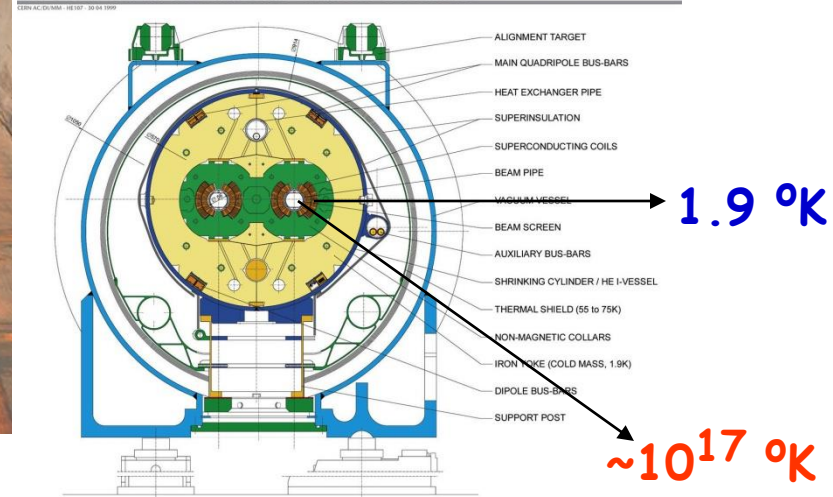 CERN AC/DI/MM - HE107 - 30 04 1999
ALIGNMENT TARGET
MAIN QUADRIPOLE BUS-BARS
HEAT EXCHANGER PIPE
SUPERINSULATION
SUPERCONDUCTING COILS
BEAM PIPE
VACUUM VESSEL
BEAM SCREEN
AUXILIARY BUS-BARS
SHRINKING CYLINDER / HE I-VESSEL
THERMAL SHIELD (55 to 75K)
NON-MAGNETIC COLLARS
IRON YOKE (COLD MASS, 1.9K)
DIPOLE BUS-BARS
SUPPORT POST
1.9 ºK
~10¹⁷ ºK